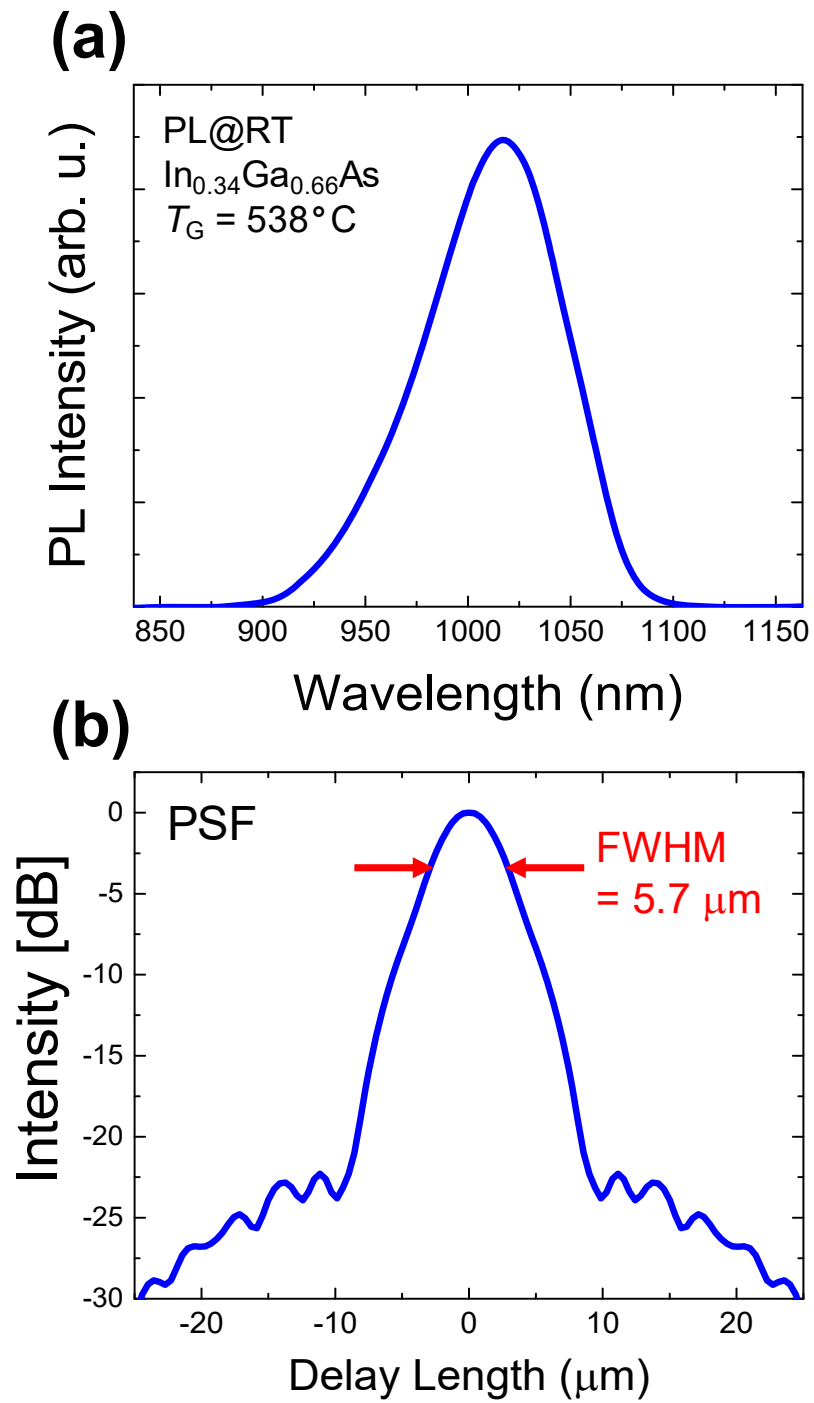 (a)
PL@RT
In0.34Ga0.66As
TG = 538°C
PL Intensity (arb. u.)
850 900 950 1000 1050 1100 1150
Wavelength (nm)
(b)
PSF
FWHM
= 5.7 μm
Intensity [dB]
0
-5
-10
-15
-20
-25
-30
-20 -10 0 10 20
Delay Length (μm)